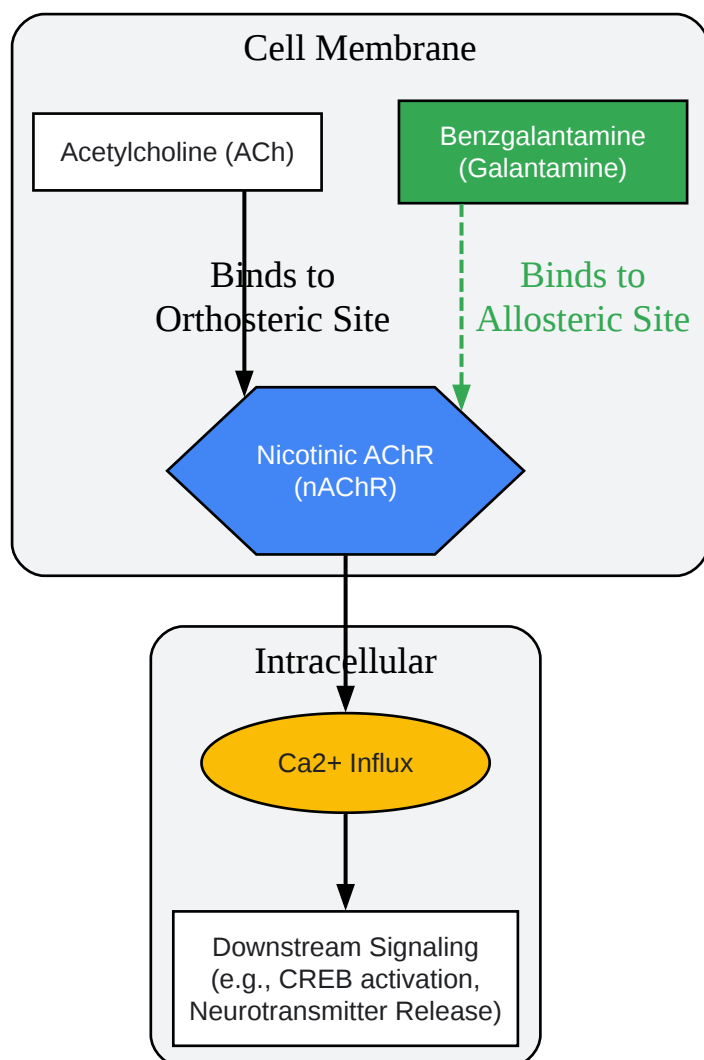 Cell Membrane
Acetylcholine (ACh)
Benzgalantamine
(Galantamine)
Binds to
Orthosteric Site
Binds to
Allosteric Site
Nicotinic AChR
(nAChR)
Intracellular
Ca2+ Influx
Downstream Signaling
(e.g., CREB activation,
Neurotransmitter Release)